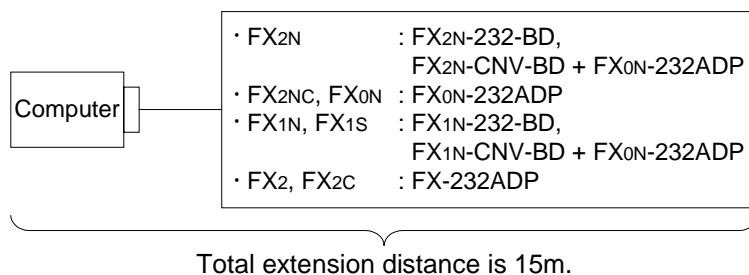 Computer
· FX2N : FX2N-232-BD,
FX2N-CNV-BD + FX0N-232ADP
· FX2NC, FX0N : FX0N-232ADP
· FX1N, FX1S : FX1N-232-BD,
FX1N-CNV-BD + FX0N-232ADP
· FX2, FX2C : FX-232ADP
Total extension distance is 15m.